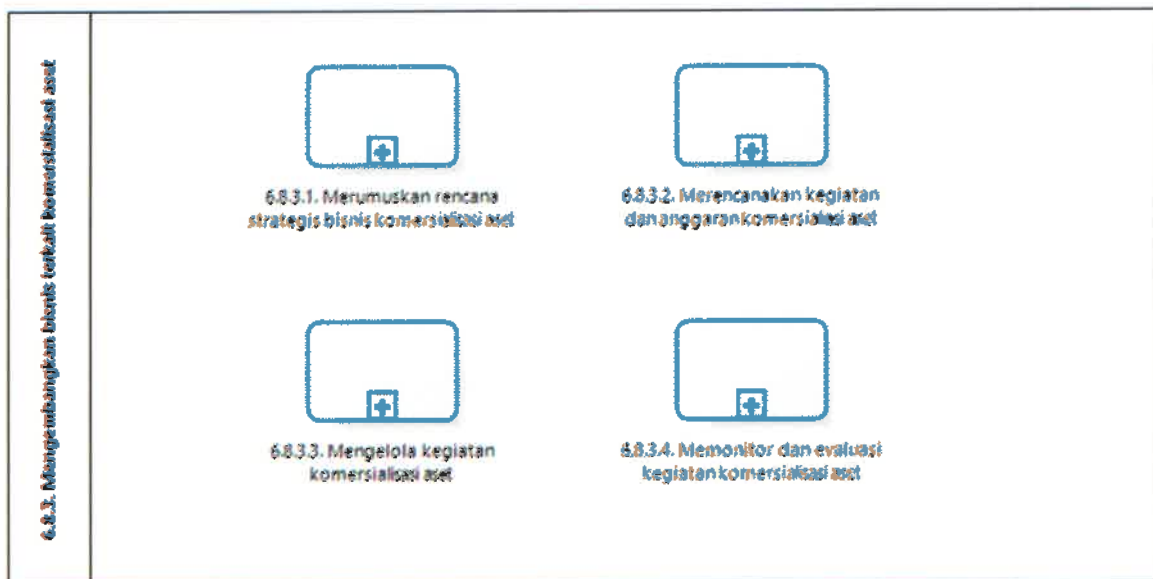 6.8.3. Mengembangkan bisnis terkait komersialisasi aset
6.8.3.1. Merumuskan rencana
strategis bisnis komersialisasi aset
6.8.3.2. Merencanakan kegiatan
dan anggaran komersialisasi aset
6.8.3.3. Mengelola kegiatan
komersialisasi aset
6.8.3.4. Memonitor dan evaluasi
kegiatan komersialisasi aset